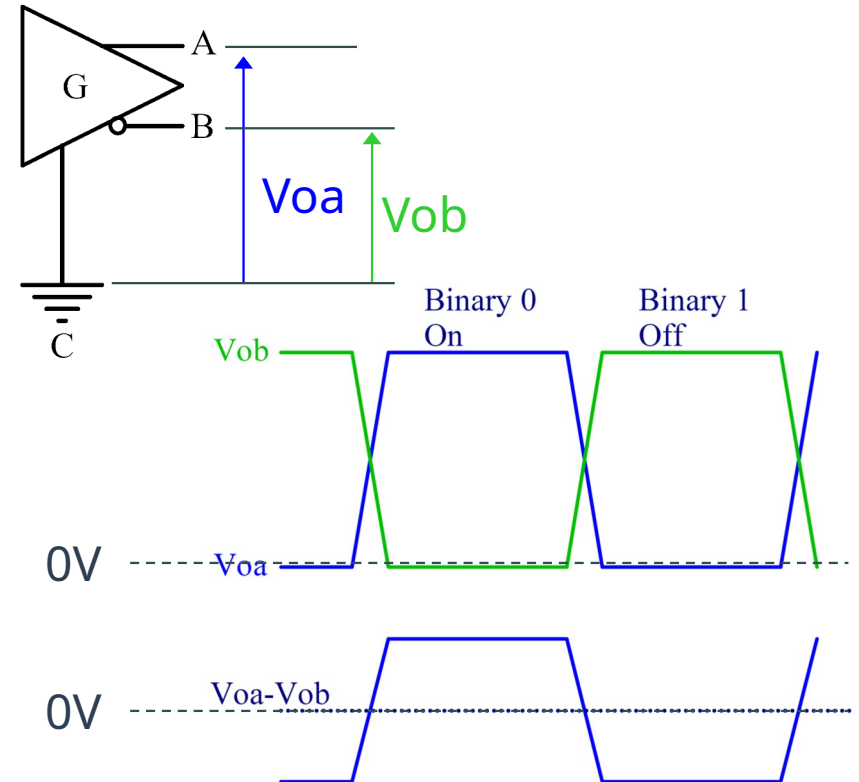 A
G
B
Voa
Vob
C
Binary 0
On
Binary 1
Off
Vob
0V
Voa
Voa-Vob
0V